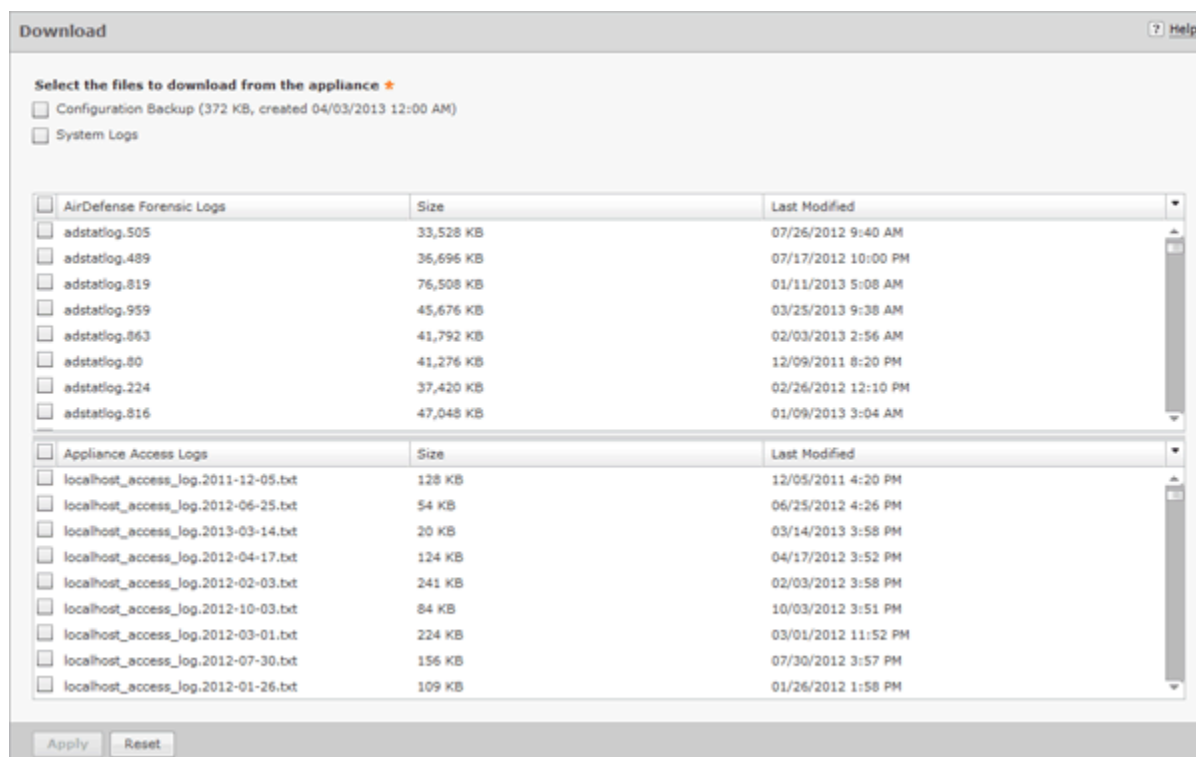 Download ? Help
Select the files to download from the appliance *
Configuration Backup (372 KB, created 04/03/2013 12:00 AM)
System Logs
AirDefense Forensic Logs Size Last Modified
adstatlog.505 33,528 KB 07/26/2012 9:40 AM
adstatlog.489 36,696 KB 07/17/2012 10:00 PM
adstatlog.819 76,508 KB 01/11/2013 5:08 AM
adstatlog.959 45,676 KB 03/25/2013 9:38 AM
adstatlog.863 41,792 KB 02/03/2013 2:56 AM
adstatlog.80 41,276 KB 12/09/2011 8:20 PM
adstatlog.224 37,420 KB 02/26/2012 12:10 PM
adstatlog.816 47,048 KB 01/09/2013 3:04 AM
Appliance Access Logs Size Last Modified
localhost_access_log.2011-12-05.txt 128 KB 12/05/2011 4:20 PM
localhost_access_log.2012-06-25.txt 54 KB 06/25/2012 4:26 PM
localhost_access_log.2013-03-14.txt 20 KB 03/14/2013 3:58 PM
localhost_access_log.2012-04-17.txt 124 KB 04/17/2012 3:52 PM
localhost_access_log.2012-02-03.txt 241 KB 02/03/2012 3:58 PM
localhost_access_log.2012-10-03.txt 84 KB 10/03/2012 3:51 PM
localhost_access_log.2012-03-01.txt 224 KB 03/01/2012 11:52 PM
localhost_access_log.2012-07-30.txt 156 KB 07/30/2012 3:57 PM
localhost_access_log.2012-01-26.txt 109 KB 01/26/2012 1:58 PM
Apply Reset